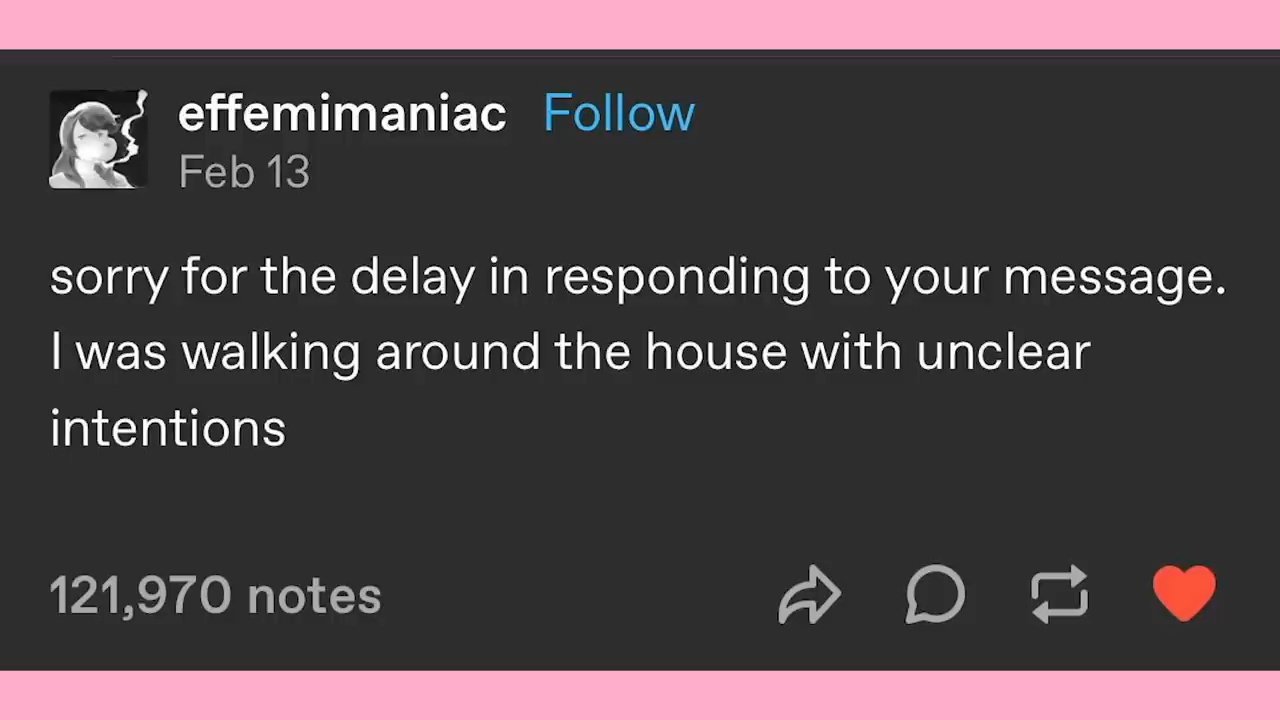 effemimaniac Follow
Feb 13
sorry for the delay in responding to your message.
I was walking around the house with unclear
intentions
121,970 notes